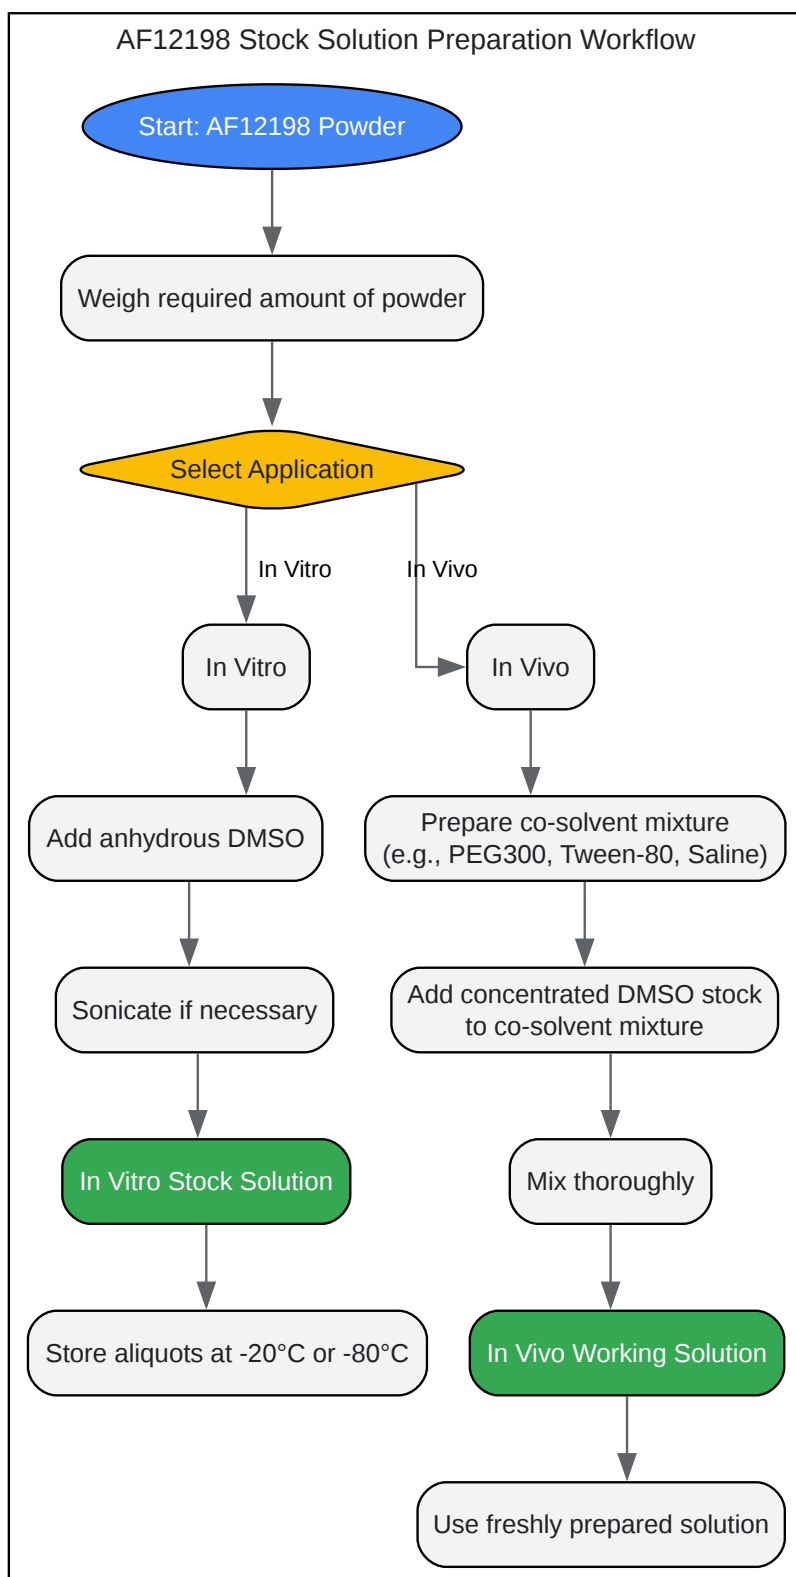 AF12198 Stock Solution Preparation Workflow
Start: AF12198 Powder
Weigh required amount of powder
Select Application
In Vitro
In Vivo
In Vitro
In Vivo
Add anhydrous DMSO
Prepare co-solvent mixture
(e.g., PEG300, Tween-80, Saline)
Sonicate if necessary
Add concentrated DMSO stock
to co-solvent mixture
In Vitro Stock Solution
Mix thoroughly
Store aliquots at -20°C or -80°C
In Vivo Working Solution
Use freshly prepared solution